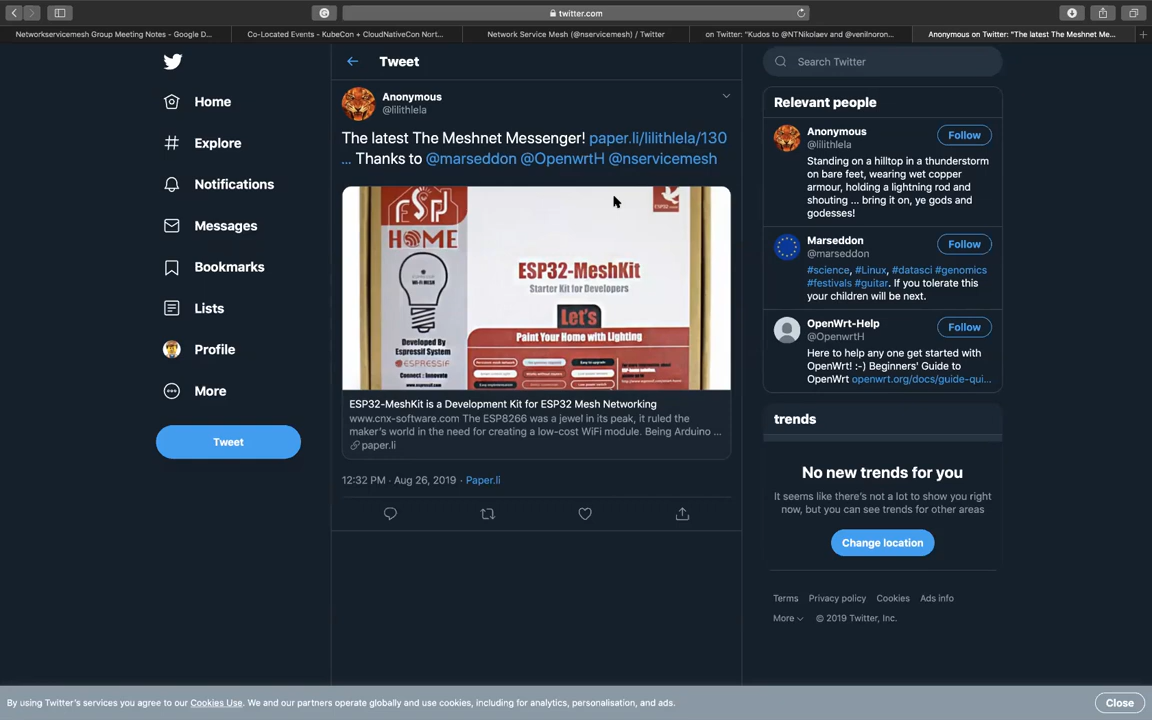 twitter.com
Networkservicemesh Group Meeting Notes - Google D...
Co-Located Events - KubeCon + CloudNativeCon Nort...
Network Service Mesh (@nservicemesh) / Twitter
on Twitter: "Kudos to @NTNikolaev and @venilnoron...
Anonymous on Twitter: "The latest The Meshnet Me...
Home
Explore
Notifications
Messages
Bookmarks
Lists
Profile
More
Tweet
Tweet
Anonymous
@lilithlela
The latest The Meshnet Messenger! paper.li/lilithlela/130
... Thanks to @marseddon @OpenwrtH @nservicemesh
ESP
HOME
Developed By
Espressif System
ESPRESSIF
Connect : Innovate
www.espressif.com
ESP32-MeshKit
Starter Kit for Developers
Let's
Paint Your Home with Lighting
ESP32-MeshKit is a Development Kit for ESP32 Mesh Networking
www.cnx-software.com The ESP8266 was a jewel in its peak, it ruled the
maker's world in the need for creating a low-cost WiFi module. Being Arduino ...
paper.li
12:32 PM · Aug 26, 2019 · Paper.li
Search Twitter
Relevant people
Anonymous
@lilithlela
Follow
Standing on a hilltop in a thunderstorm
on bare feet, wearing wet copper
armour, holding a lightning rod and
shouting ... bring it on, ye gods and
godesses!
Marseddon
@marseddon
Follow
#science, #Linux, #datasci #genomics
#festivals #guitar. If you tolerate this
your children will be next.
OpenWrt-Help
@OpenwrtH
Follow
Here to help any one get started with
OpenWrt! :-) Beginners' Guide to
OpenWrt openwrt.org/docs/guide-qui...
trends
No new trends for you
It seems like there's not a lot to show you right
now, but you can see trends for other areas
Change location
Terms Privacy policy Cookies Ads info
More © 2019 Twitter, Inc.
By using Twitter's services you agree to our Cookies Use. We and our partners operate globally and use cookies, including for analytics, personalisation, and ads.
Close